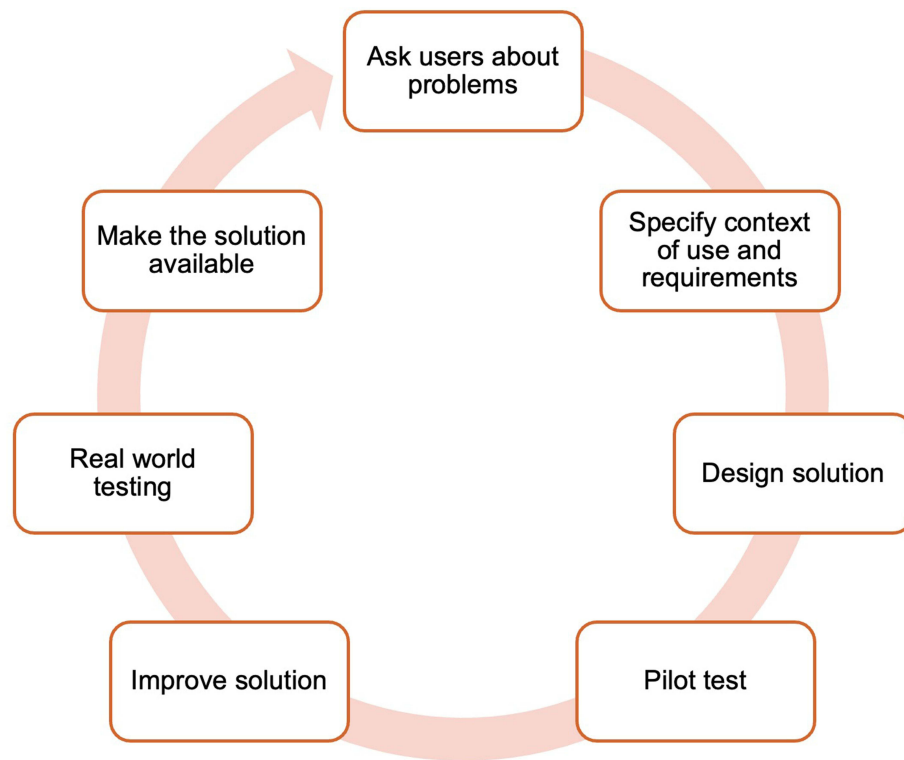 Ask users about
problems
Specify context
of use and
requirements
Design solution
Pilot test
Improve solution
Real world
testing
Make the solution
available